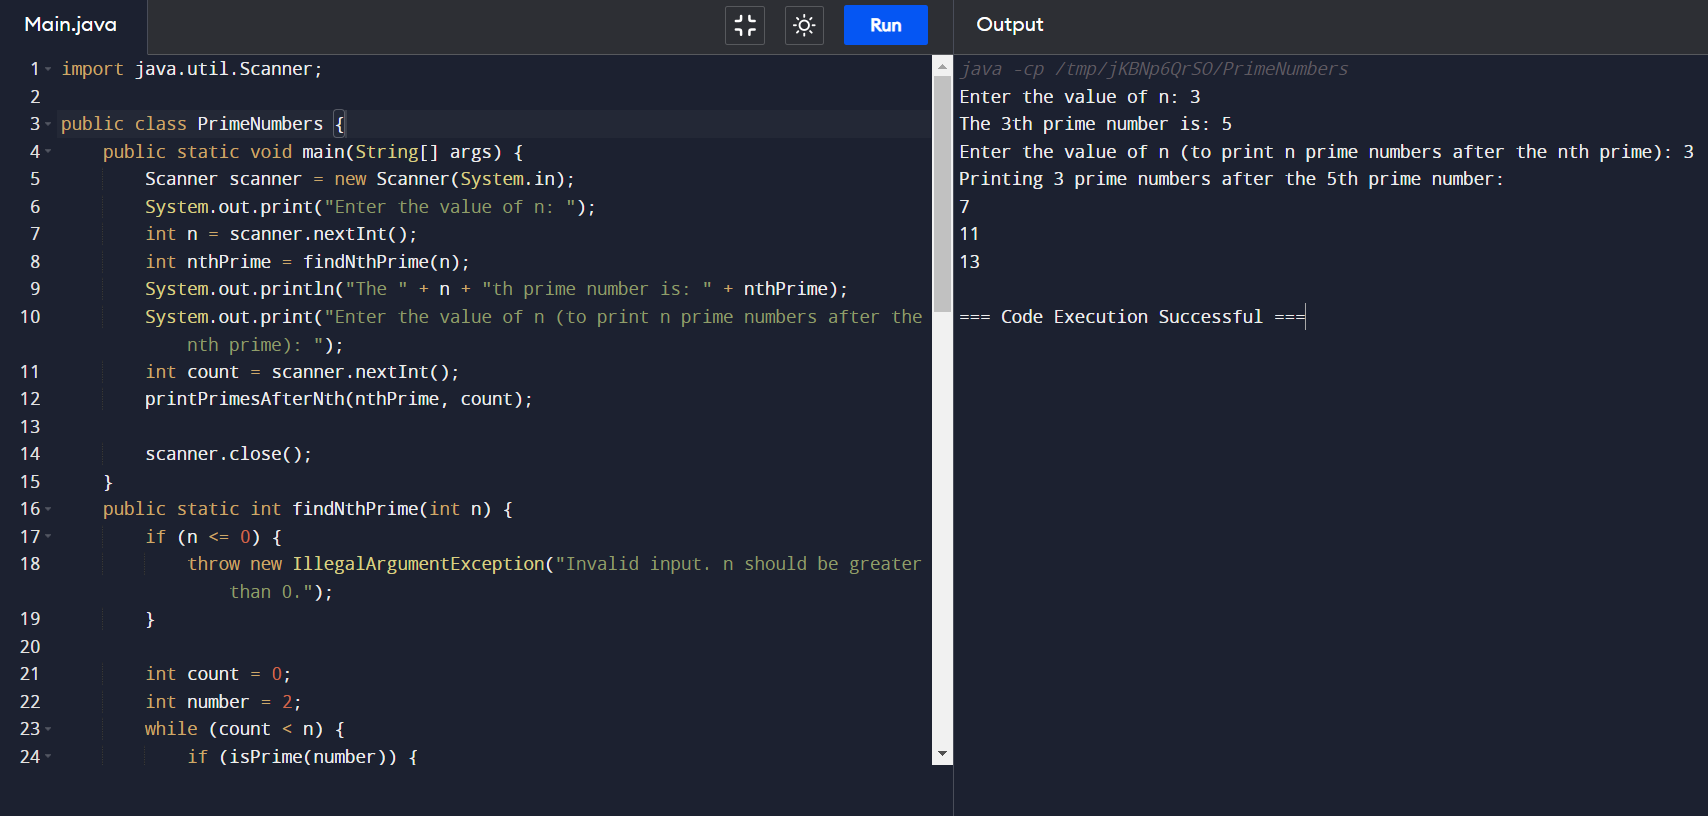 Main.java
Run
Output
1 import java.util.Scanner;
2
3 public class PrimeNumbers {
4 public static void main(String[] args) {
5 Scanner scanner = new Scanner(System.in);
6 System.out.print("Enter the value of n: ");
7 int n = scanner.nextInt();
8 int nthPrime = findNthPrime(n);
9 System.out.println("The " + n + "th prime number is: " + nthPrime);
10 System.out.print("Enter the value of n (to print n prime numbers after the
nth prime): ");
11 int count = scanner.nextInt();
12 printPrimesAfterNth(nthPrime, count);
13
14 scanner.close();
15 }
16 public static int findNthPrime(int n) {
17 if (n <= 0) {
18 throw new IllegalArgumentException("Invalid input. n should be greater
than 0.");
19 }
20
21 int count = 0;
22 int number = 2;
23 while (count < n) {
24 if (isPrime(number)) {
java -cp /tmp/jKBNp6QrSO/PrimeNumbers
Enter the value of n: 3
The 3th prime number is: 5
Enter the value of n (to print n prime numbers after the nth prime): 3
Printing 3 prime numbers after the 5th prime number:
7
11
13
=== Code Execution Successful ===